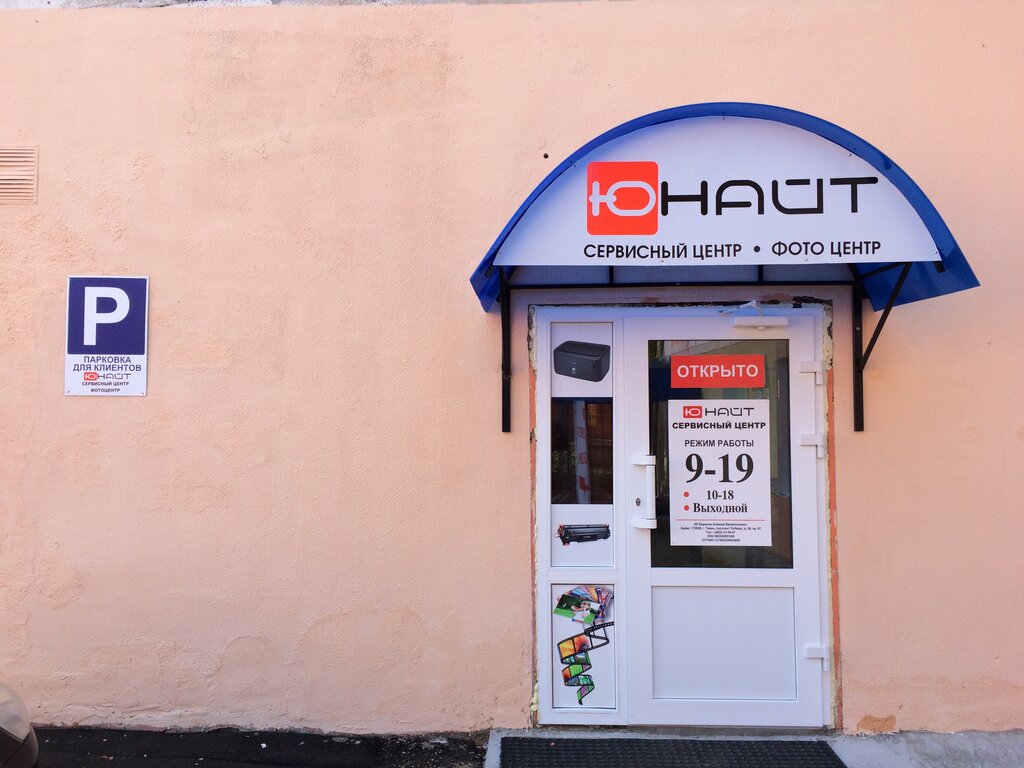 ЮНАЙТ
СЕРВИСНЫЙ ЦЕНТР • ФОТО ЦЕНТР
P
ПАРКОВКА
ДЛЯ КЛИЕНТОВ
ЮНАЙТ
СЕРВИСНЫЙ ЦЕНТР
ФОТОЦЕНТР
ОТКРЫТО
ЮНАЙТ
СЕРВИСНЫЙ ЦЕНТР
РЕЖИМ РАБОТЫ
9-19
• 10-18
• Выходной